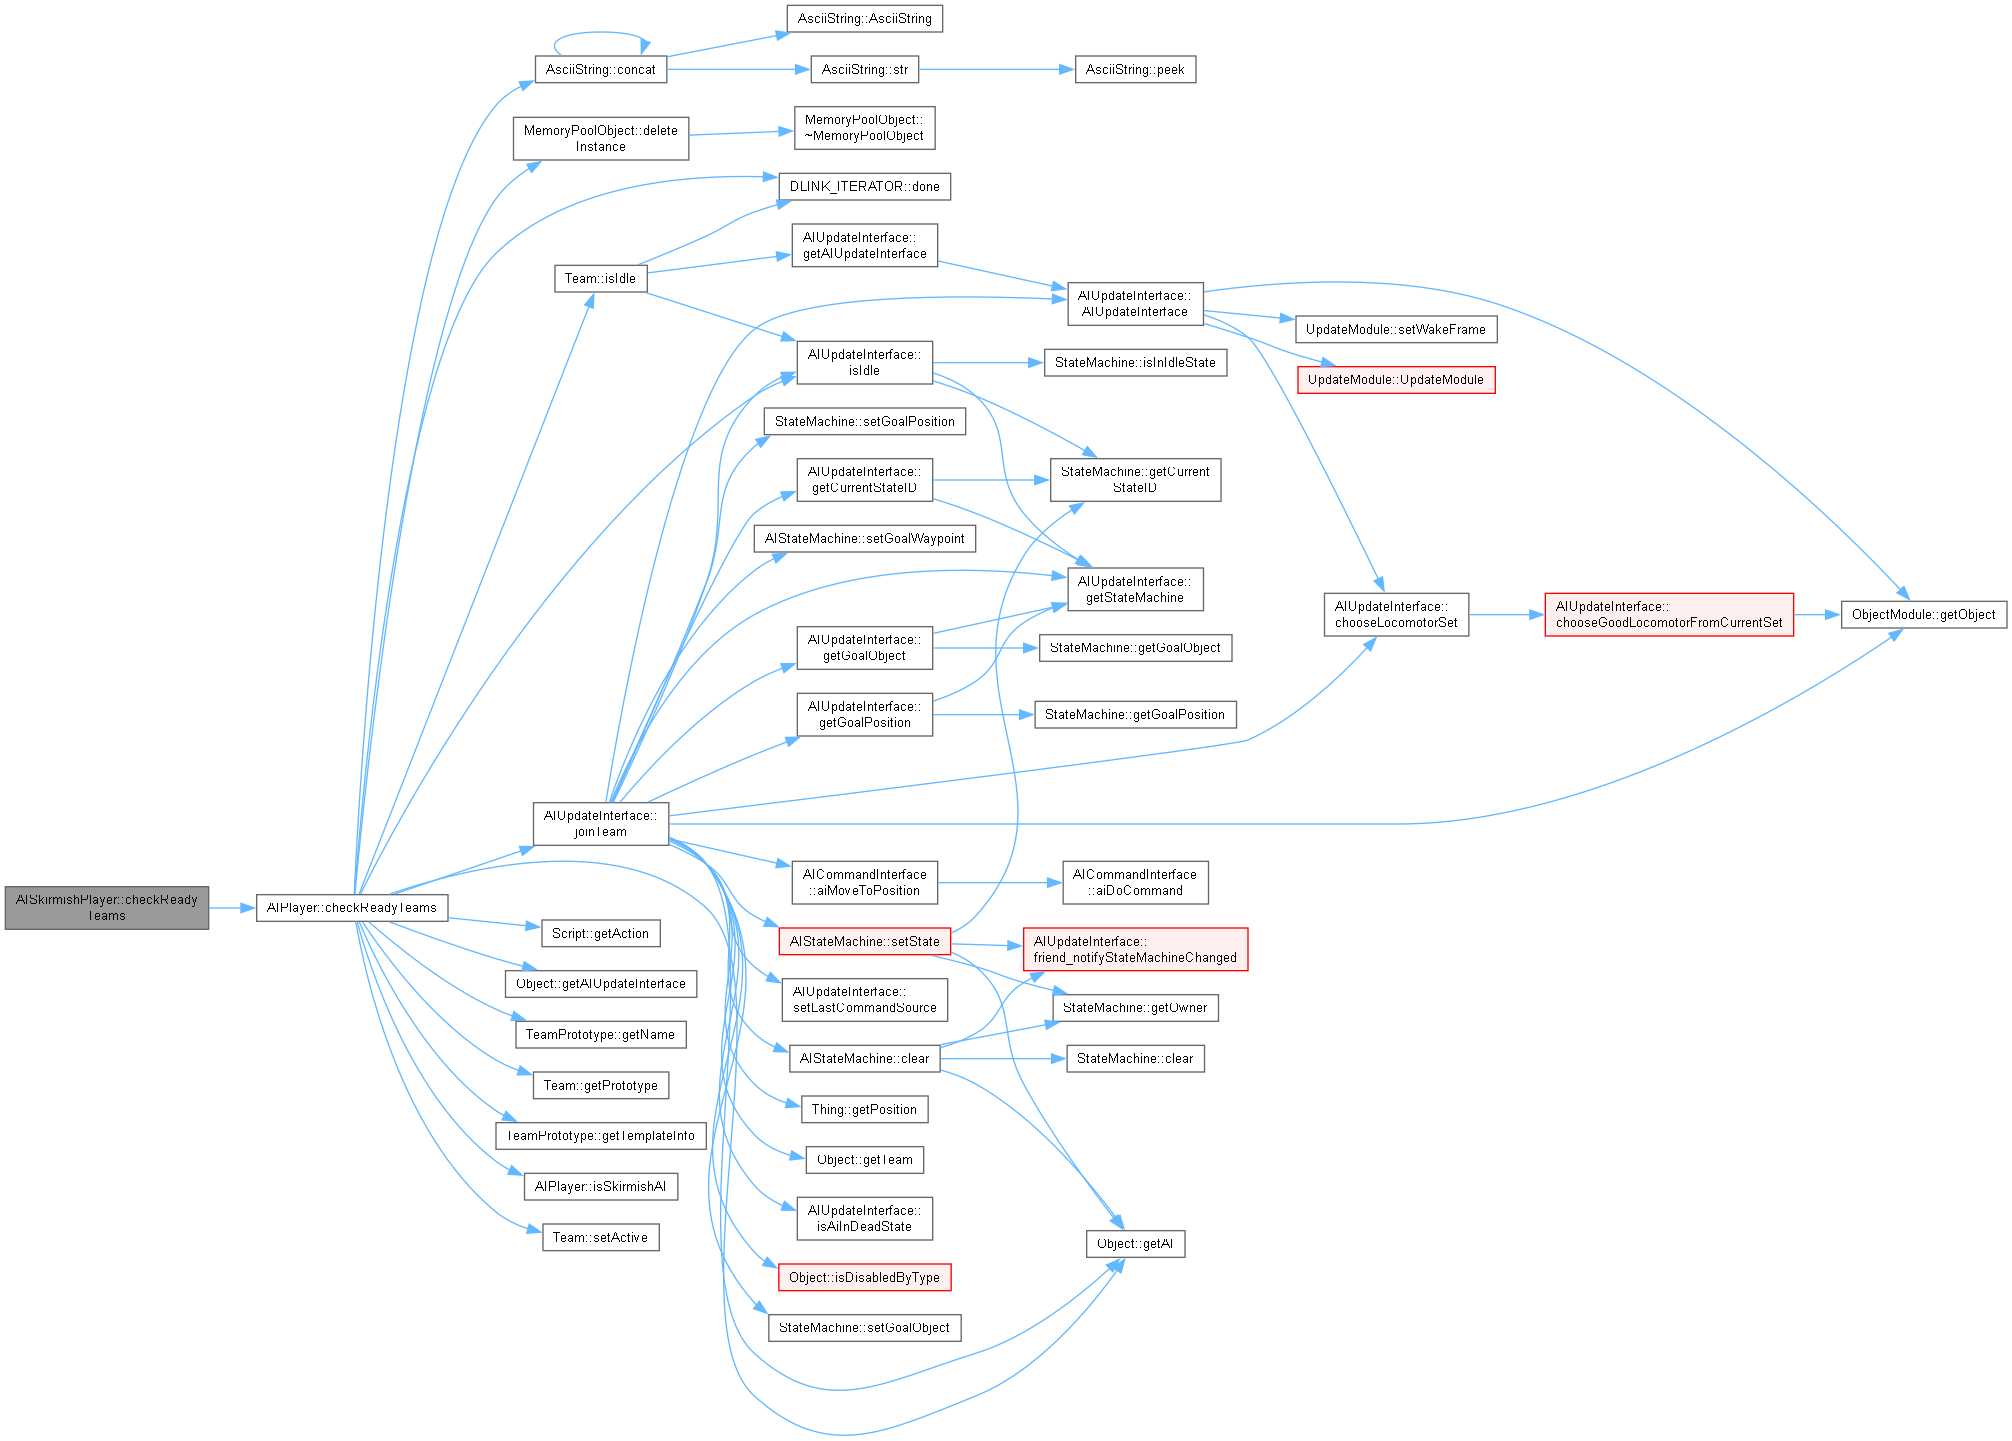 AISkirmishPlayer::checkReady
Teams
AIPlayer::checkReadyTeams
AsciiString::concat
AsciiString::AsciiString
AsciiString::str
AsciiString::peek
MemoryPoolObject::delete
Instance
MemoryPoolObject::
~MemoryPoolObject
DLINK_ITERATOR::done
Team::isIdle
AIUpdateInterface::
getAIUpdateInterface
AIUpdateInterface::
AIUpdateInterface
UpdateModule::setWakeFrame
UpdateModule::UpdateModule
AIUpdateInterface::
isIdle
StateMachine::isInIdleState
StateMachine::setGoalPosition
AIUpdateInterface::
getCurrentStateID
StateMachine::getCurrent
StateID
AIStateMachine::setGoalWaypoint
AIUpdateInterface::
getStateMachine
AIUpdateInterface::
chooseLocomotorSet
AIUpdateInterface::
chooseGoodLocomotorFromCurrentSet
ObjectModule::getObject
AIUpdateInterface::
getGoalObject
StateMachine::getGoalObject
AIUpdateInterface::
getGoalPosition
StateMachine::getGoalPosition
AIUpdateInterface::
joinTeam
AICommandInterface
::aiMoveToPosition
AICommandInterface
::aiDoCommand
Script::getAction
AIStateMachine::setState
AIUpdateInterface::
friend_notifyStateMachineChanged
Object::getAIUpdateInterface
AIUpdateInterface::
setLastCommandSource
StateMachine::getOwner
TeamPrototype::getName
AIStateMachine::clear
StateMachine::clear
Team::getPrototype
Thing::getPosition
TeamPrototype::getTemplateInfo
Object::getTeam
AIPlayer::isSkirmishAI
AIUpdateInterface::
isAiInDeadState
Team::setActive
Object::getAI
Object::isDisabledByType
StateMachine::setGoalObject